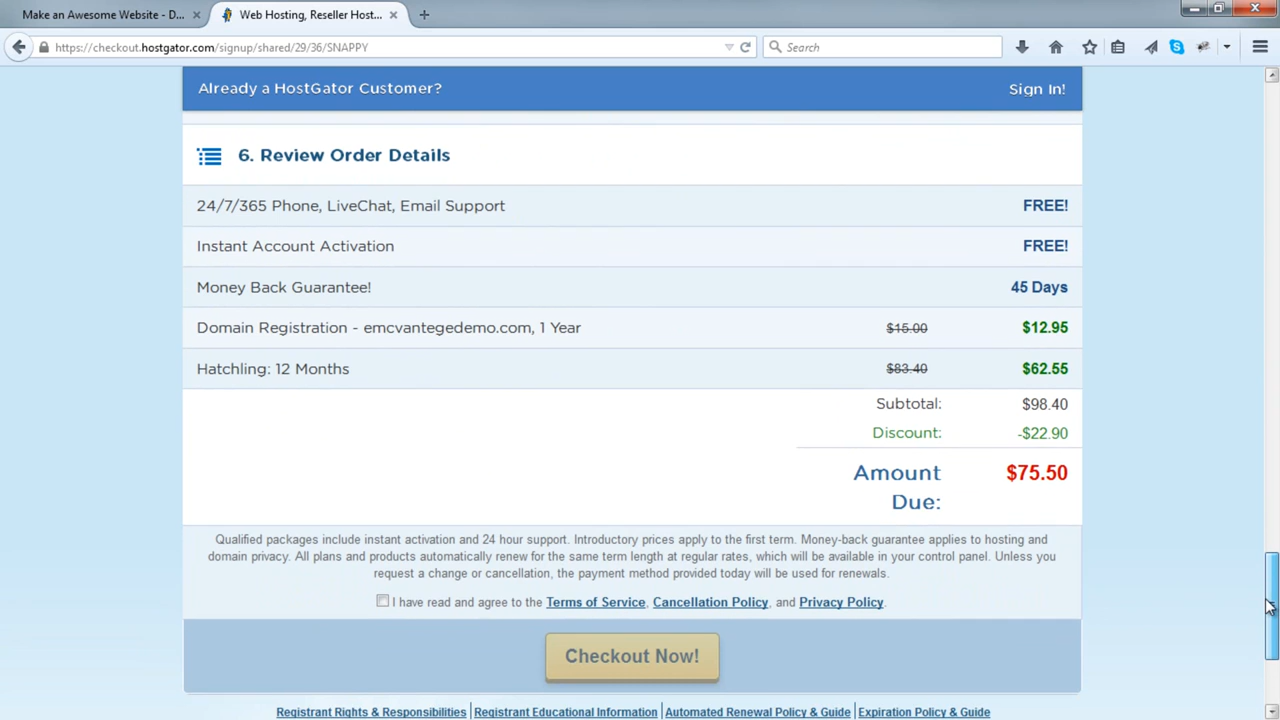 Make an Awesome Website - D...
Web Hosting, Reseller Host...
https://checkout.hostgator.com/signup/shared/29/36/SNAPPY
Search
Already a HostGator Customer?
Sign In!
6. Review Order Details
24/7/365 Phone, LiveChat, Email Support FREE!
Instant Account Activation FREE!
Money Back Guarantee! 45 Days
Domain Registration - emcvantegedemo.com, 1 Year $15.00 $12.95
Hatchling: 12 Months $83.40 $62.55
Subtotal: $98.40
Discount: -$22.90
Amount
Due:
$75.50
Qualified packages include instant activation and 24 hour support. Introductory prices apply to the first term. Money-back guarantee applies to hosting and
domain privacy. All plans and products automatically renew for the same term length at regular rates, which will be available in your control panel. Unless you
request a change or cancellation, the payment method provided today will be used for renewals.
I have read and agree to the Terms of Service, Cancellation Policy, and Privacy Policy.
Checkout Now!
Registrant Rights & Responsibilities Registrant Educational Information Automated Renewal Policy & Guide Expiration Policy & Guide